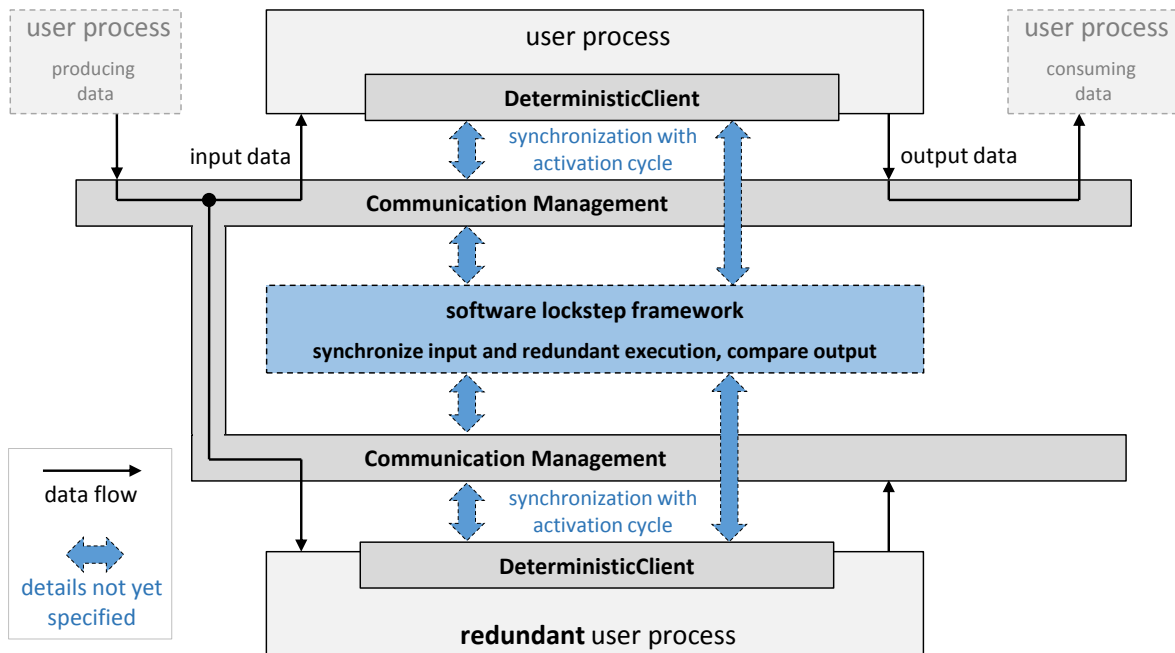 user process
producing
data
user process
DeterministicClient
user process
consuming
data
input data
synchronization with
activation cycle
output data
Communication Management
software lockstep framework
synchronize input and redundant execution, compare output
Communication Management
synchronization with
activation cycle
DeterministicClient
redundant user process
data flow
details not yet
specified